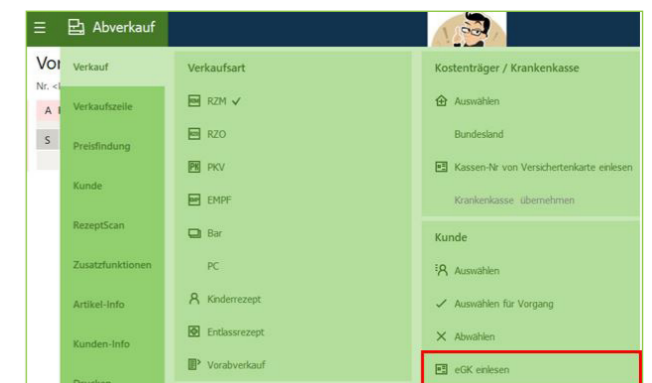 Abverkauf
Vor
Nr. <
A
S
Verkauf
Verkaufszeile
Preisfindung
Kunde
RezeptScan
Zusatzfunktionen
Artikel-Info
Kunden-Info
Drucken
Verkaufsart
RZM
RZO
PKV
EMPF
Bar
PC
Kinderrezept
Entlassrezept
Vorabverkauf
Kostenträger / Krankenkasse
Auswählen
Bundesland
Kassen-Nr von Versichertenkarte einlesen
Krankenkasse übernehmen
Kunde
Auswählen
Auswählen für Vorgang
Abwählen
eGK einlesen